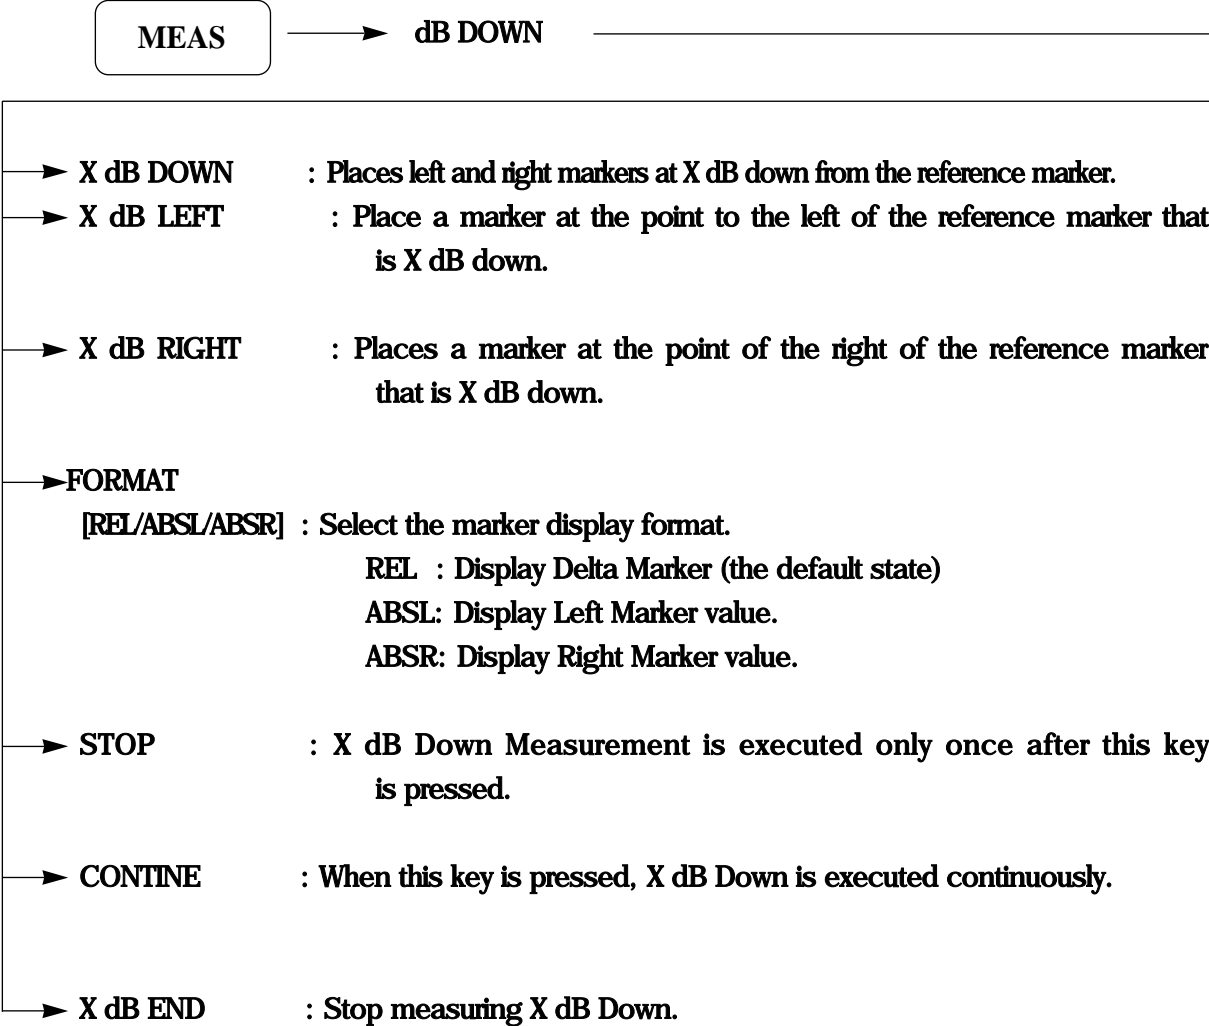 MEAS dB DOWN
X dB DOWN : Places left and right markers at X dB down from the reference marker.
X dB LEFT : Place a marker at the point to the left of the reference marker that
is X dB down.
X dB RIGHT : Places a marker at the point of the right of the reference marker
that is X dB down.
FORMAT
[REL/ABSL/ABSR] : Select the marker display format.
REL : Display Delta Marker (the default state)
ABSL: Display Left Marker value.
ABSR: Display Right Marker value.
STOP : X dB Down Measurement is executed only once after this key
is pressed.
CONTINE : When this key is pressed, X dB Down is executed continuously.
X dB END : Stop measuring X dB Down.